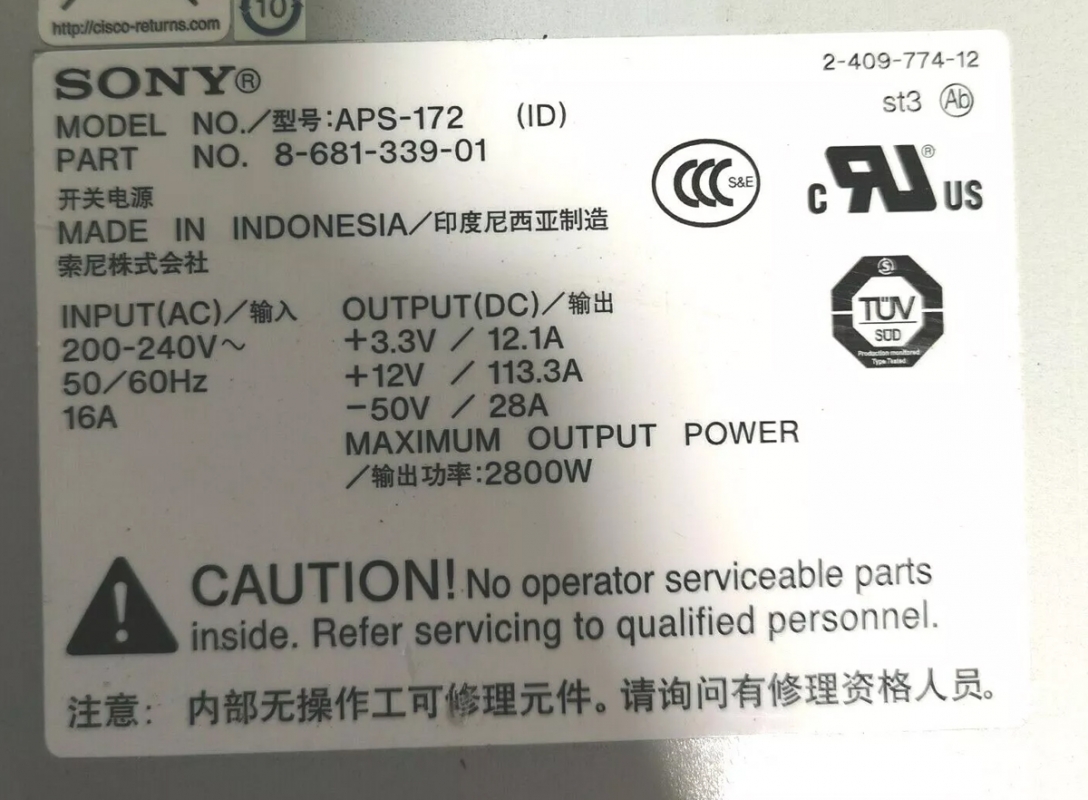 http://cisco-returns.com
10
SONY®
2-409-774-12
st3 Ab
MODEL NO./型号:APS-172 (ID)
PART NO. 8-681-339-01
CCC S&E
c RU® US
开关电源
MADE IN INDONESIA/印度尼西亚制造
索尼株式会社
S
TÜV
SÜD
Production monitored
Type Tested
INPUT(AC)/输入
200-240V~
50/60Hz
16A
OUTPUT(DC)/输出
+3.3V / 12.1A
+12V / 113.3A
-50V / 28A
MAXIMUM OUTPUT POWER
/输出功率:2800W
CAUTION! No operator serviceable parts
inside. Refer servicing to qualified personnel.
注意: 内部无操作工可修理元件。请询问有修理资格人员。